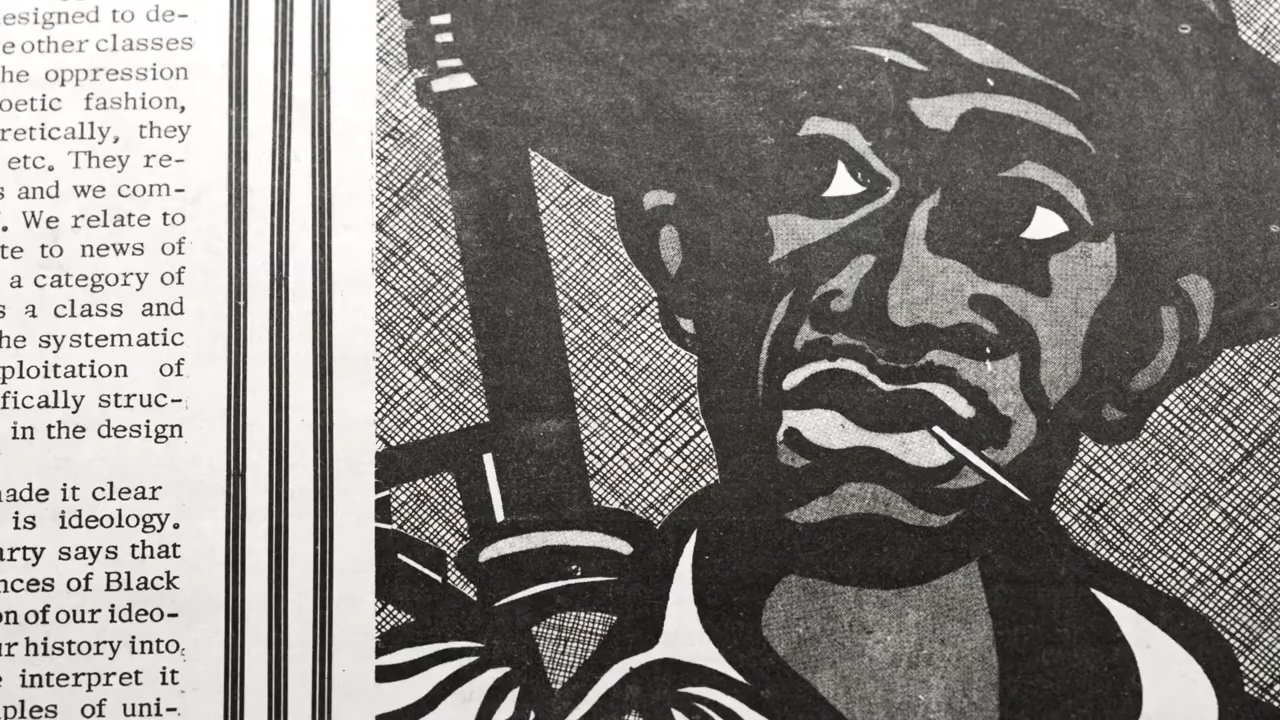 esigned to de-
e other classes
he oppression
oetic fashion,
retically, they
etc. They re-
s and we com-
. We relate to
te to news of
a category of
s a class and
he systematic
ploitation of
fically struc-
in the design
nade it clear
is ideology.
arty says that
nces of Black
on of our ideo-
ur history into
e interpret it
ples of uni-